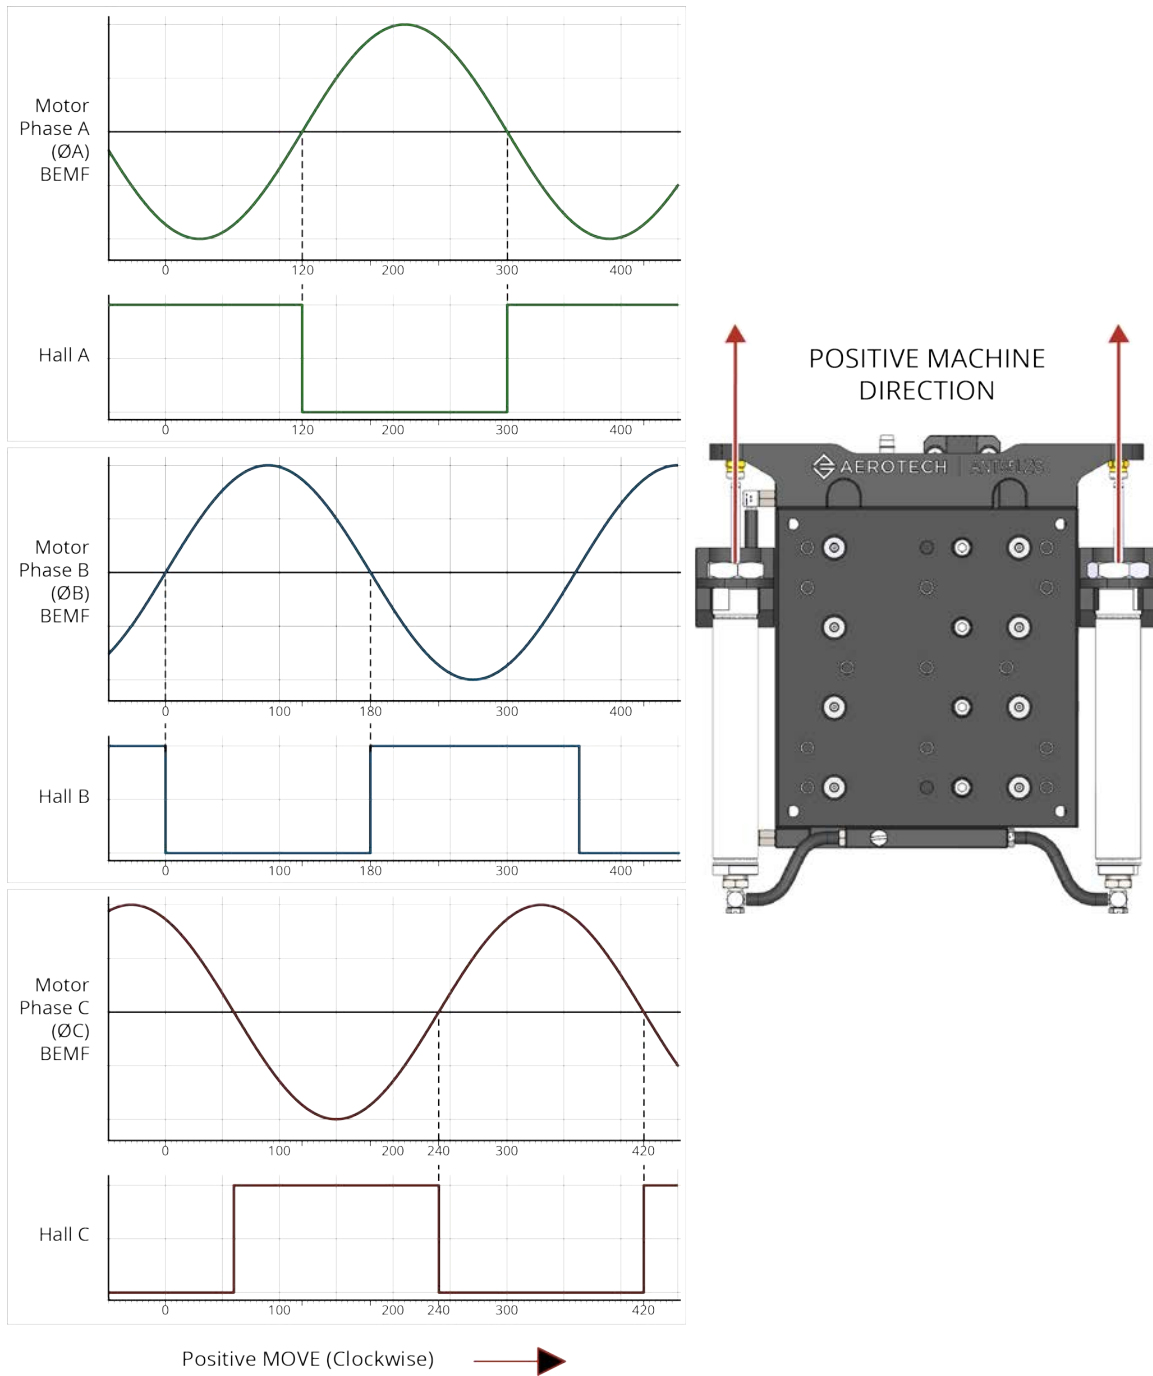 Motor
Phase A
(ØA)
BEMF
0 120 200 300 400
Hall A
0 120 200 300 400
Motor
Phase B
(ØB)
BEMF
0 100 180 300 400
Hall B
0 100 180 300 400
Motor
Phase C
(ØC)
BEMF
0 100 200 240 300 420
Hall C
0 100 200 240 300 420
Positive MOVE (Clockwise)
POSITIVE MACHINE
DIRECTION
AEROTECH